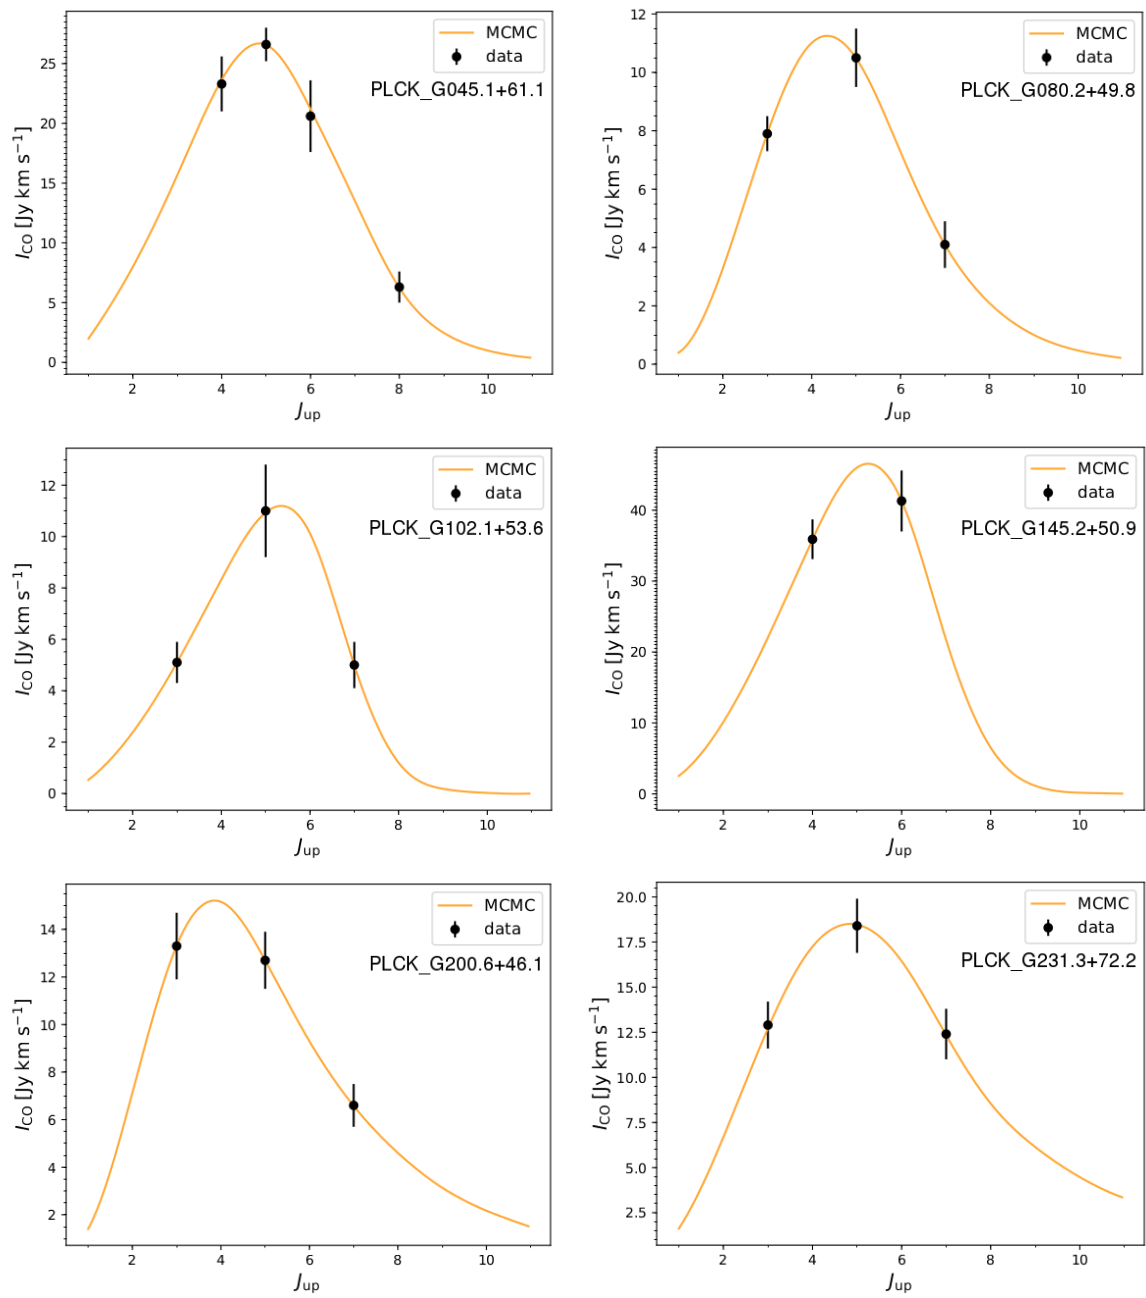 MCMC
data
PLCK_G045.1+61.1
I_CO [Jy km s⁻¹]
25
20
15
10
5
0
2 4 6 8 10
J_up
MCMC
data
PLCK_G080.2+49.8
I_CO [Jy km s⁻¹]
12
10
8
6
4
2
0
2 4 6 8 10
J_up
MCMC
data
PLCK_G102.1+53.6
I_CO [Jy km s⁻¹]
12
10
8
6
4
2
0
2 4 6 8 10
J_up
MCMC
data
PLCK_G145.2+50.9
I_CO [Jy km s⁻¹]
40
30
20
10
0
2 4 6 8 10
J_up
MCMC
data
PLCK_G200.6+46.1
I_CO [Jy km s⁻¹]
14
12
10
8
6
4
2
2 4 6 8 10
J_up
MCMC
data
PLCK_G231.3+72.2
I_CO [Jy km s⁻¹]
20.0
17.5
15.0
12.5
10.0
7.5
5.0
2.5
2 4 6 8 10
J_up